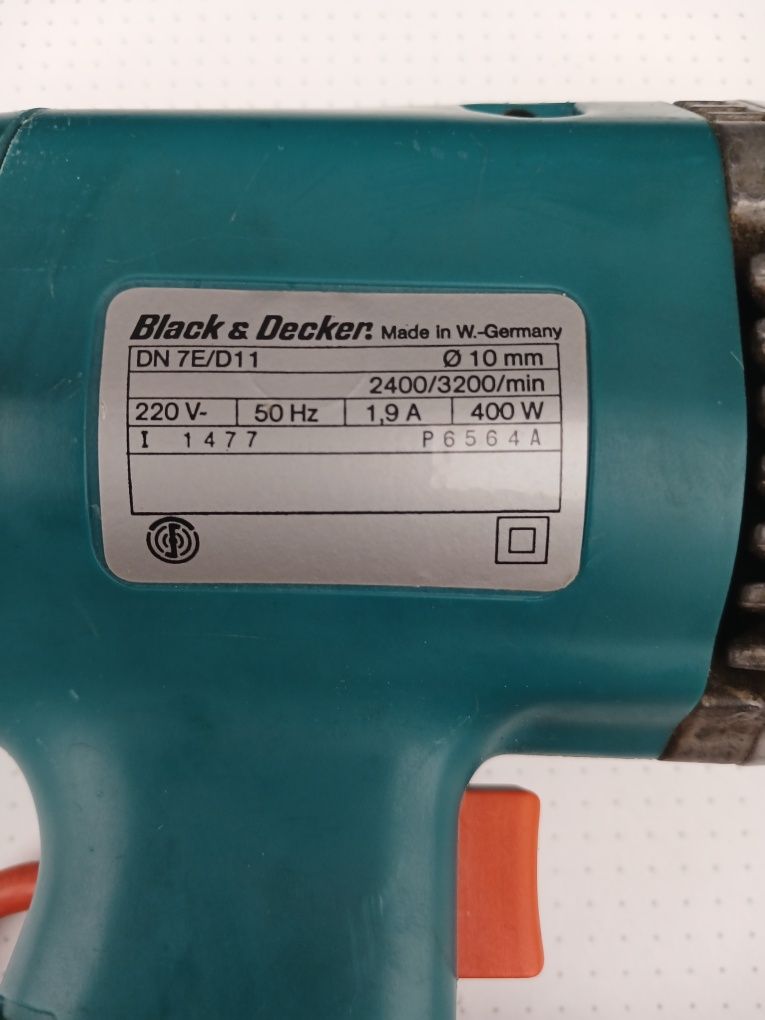 Black & Decker. Made in W.-Germany
DN 7E/D11 Ø 10 mm
2400/3200/min
220 V~ 50 Hz 1,9 A 400 W
I 1477 P6564A